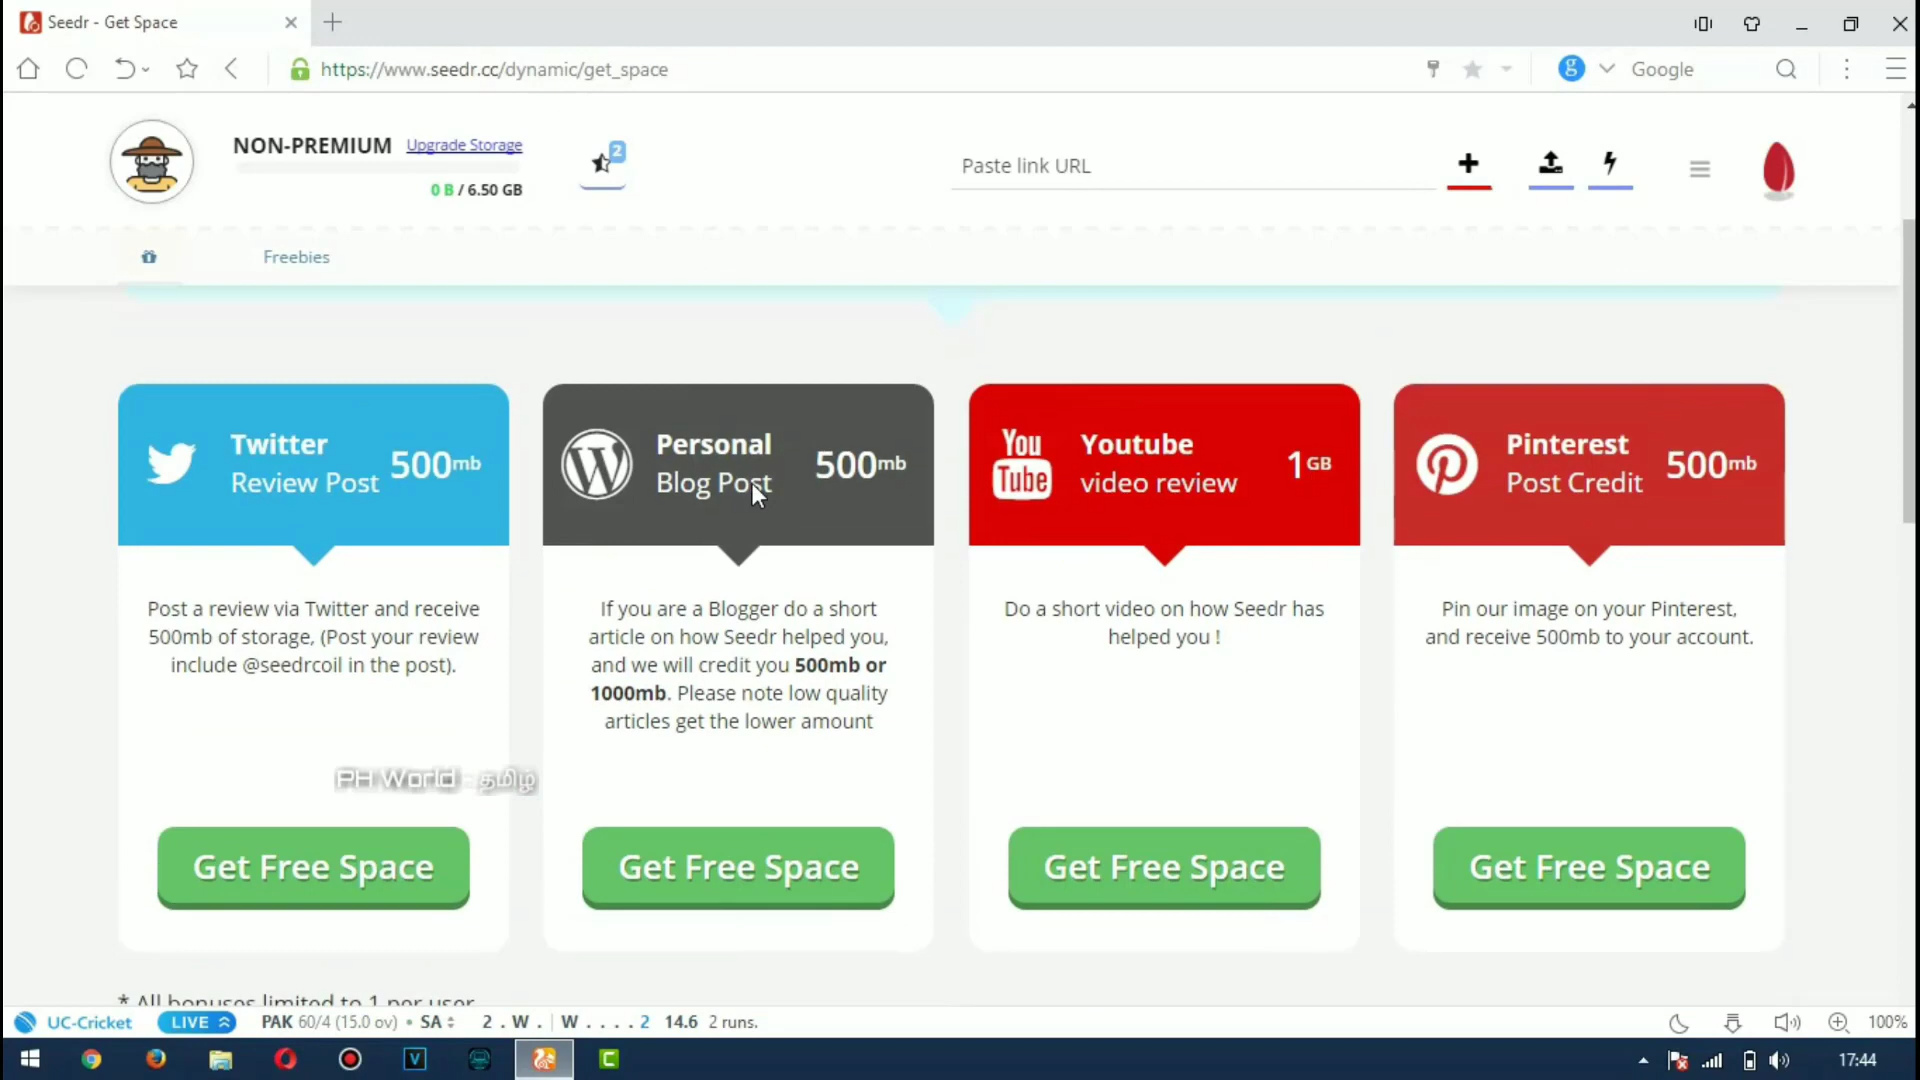 Seedr - Get Space
https://www.seedr.cc/dynamic/get_space
g
Google
NON-PREMIUM Upgrade Storage
2
0 B / 6.50 GB
Paste link URL
Freebies
Twitter
Review Post
500mb
Personal
Blog Post
500mb
You
Tube
Youtube
video review
1GB
Pinterest
Post Credit
500mb
Post a review via Twitter and receive
500mb of storage, (Post your review
include @seedrcoil in the post).
If you are a Blogger do a short
article on how Seedr helped you,
and we will credit you 500mb or
1000mb. Please note low quality
articles get the lower amount
Do a short video on how Seedr has
helped you !
Pin our image on your Pinterest,
and receive 500mb to your account.
PH World - தமிழ்
Get Free Space
Get Free Space
Get Free Space
Get Free Space
* All bonuses limited to 1 per user
UC-Cricket LIVE PAK 60/4 (15.0 ov) • SA 2 . W . | W . . . . 2 14.6 2 runs.
100%
17:44